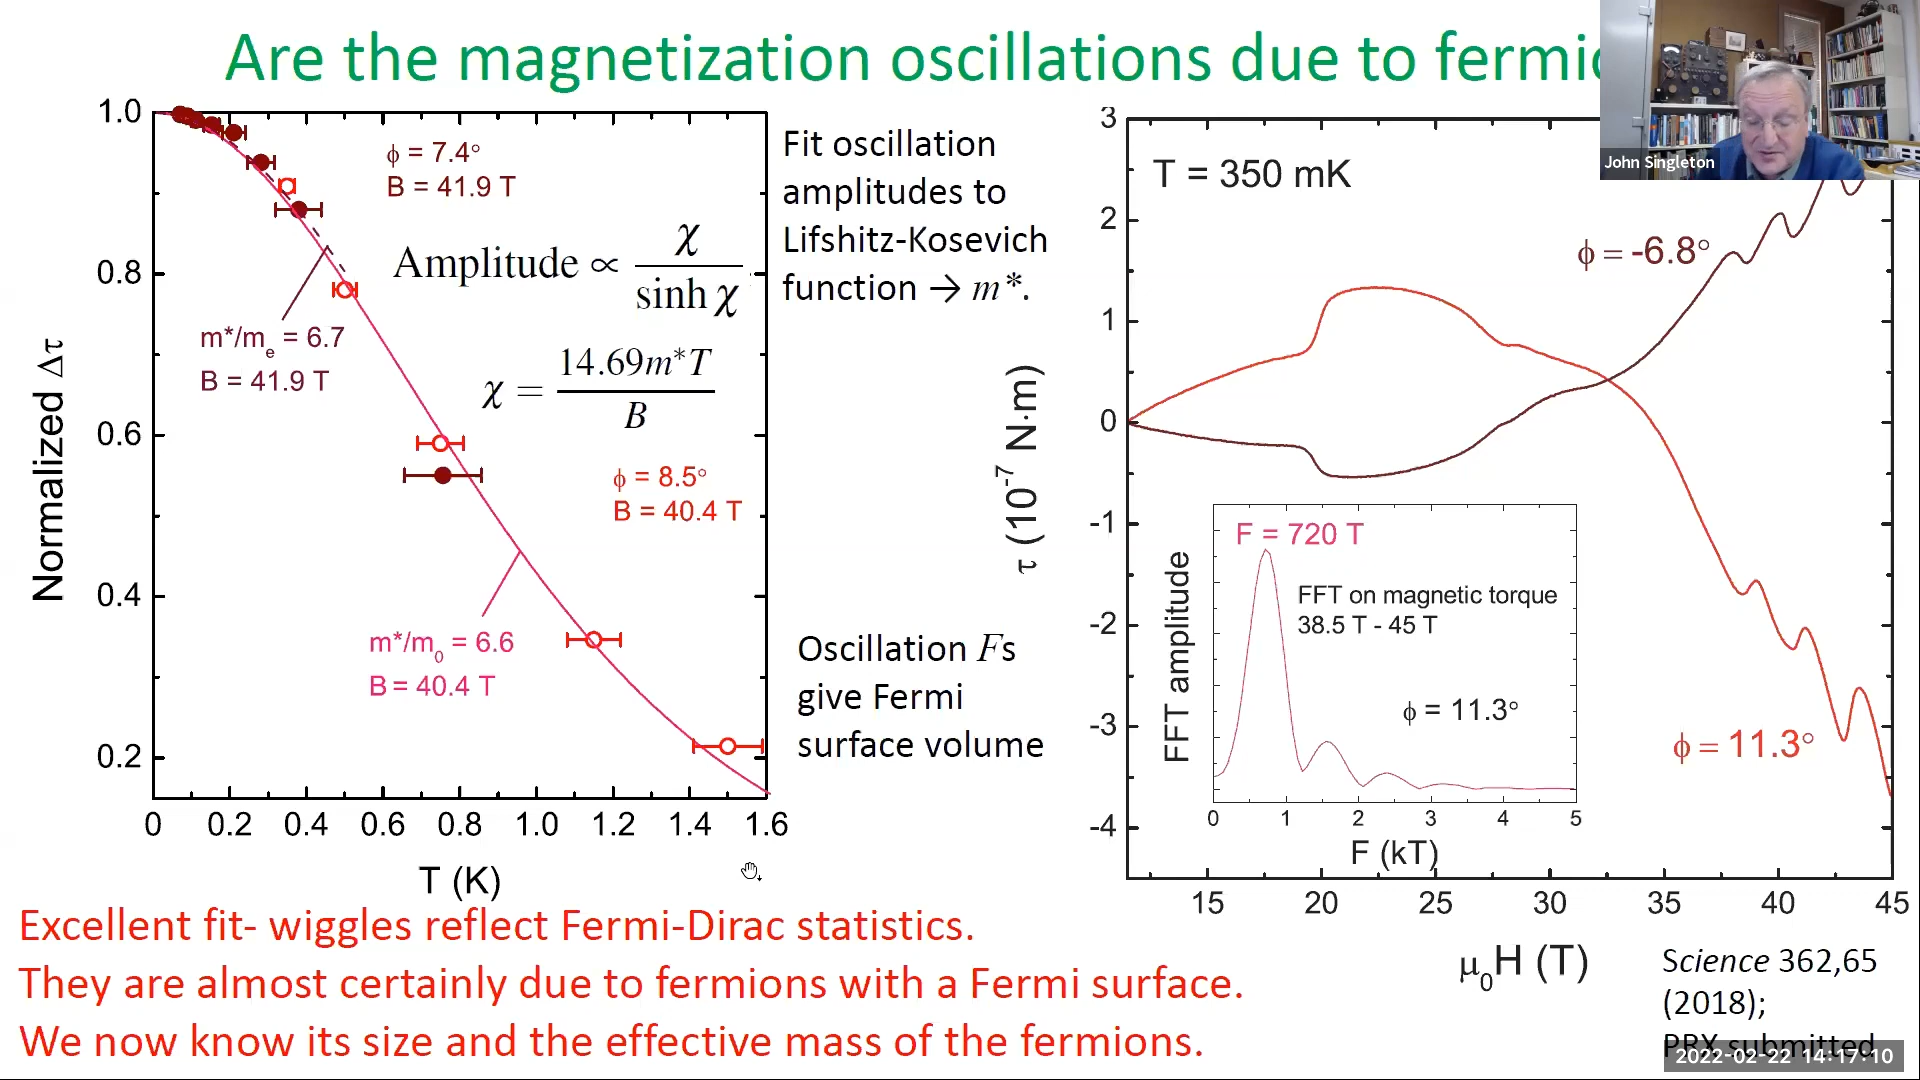 Are the magnetization oscillations due to fermio
John Singleton
1.0
0.8
0.6
0.4
0.2
Normalized Δτ
ϕ = 7.4°
B = 41.9 T
Amplitude ∝ χ / sinh χ
m*/mₑ = 6.7
B = 41.9 T
χ = 14.69m*T / B
ϕ = 8.5°
B = 40.4 T
m*/m₀ = 6.6
B = 40.4 T
0 0.2 0.4 0.6 0.8 1.0 1.2 1.4 1.6
T (K)
Fit oscillation
amplitudes to
Lifshitz-Kosevich
function → m*.
Oscillation Fs
give Fermi
surface volume
3
2
1
0
-1
-2
-3
-4
τ (10⁻⁷ N·m)
T = 350 mK
ϕ = -6.8°
F = 720 T
FFT on magnetic torque
38.5 T - 45 T
ϕ = 11.3°
FFT amplitude
0 1 2 3 4 5
F (kT)
ϕ = 11.3°
15 20 25 30 35 40 45
μ₀H (T)
Excellent fit- wiggles reflect Fermi-Dirac statistics.
They are almost certainly due to fermions with a Fermi surface.
We now know its size and the effective mass of the fermions.
Science 362,65
(2018);
PRX submitted
2022-02-22 14:17:10